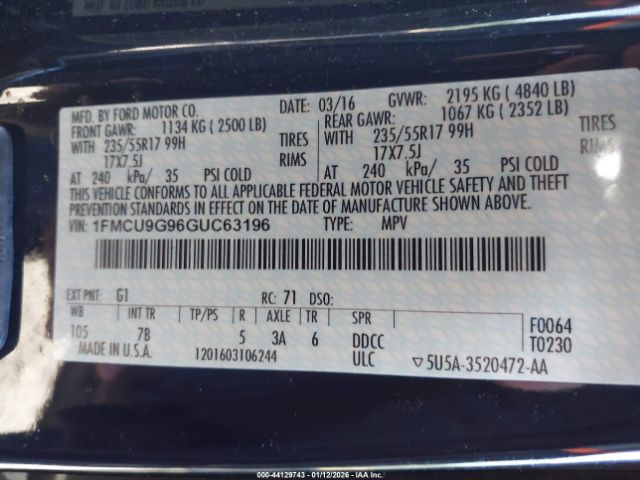 MFD. BY FORD MOTOR CO.
DATE: 03/16 GVWR: 2195 KG ( 4840 LB)
FRONT GAWR: 1134 KG ( 2500 LB) REAR GAWR: 1067 KG ( 2352 LB)
WITH 235/55R17 99H TIRES WITH 235/55R17 99H TIRES
17X7.5J RIMS 17X7.5J RIMS
AT 240 kPa/ 35 PSI COLD AT 240 kPa/ 35 PSI COLD
THIS VEHICLE CONFORMS TO ALL APPLICABLE FEDERAL MOTOR VEHICLE SAFETY AND THEFT
PREVENTION STANDARDS IN EFFECT ON THE DATE OF MANUFACTURE SHOWN ABOVE.
VIN: 1FMCU9G96GUC63196 TYPE: MPV
EXT PNT: G1 RC: 71 DSO:
WB INT TR TP/PS R AXLE TR F0064
105 7B 5 3A 6 DDCC T0230
MADE IN U.S.A. 1201603106244 ULC ▽5U5A-3520472-AA
000-44129743 - 01/12/2026 - IAA Inc.